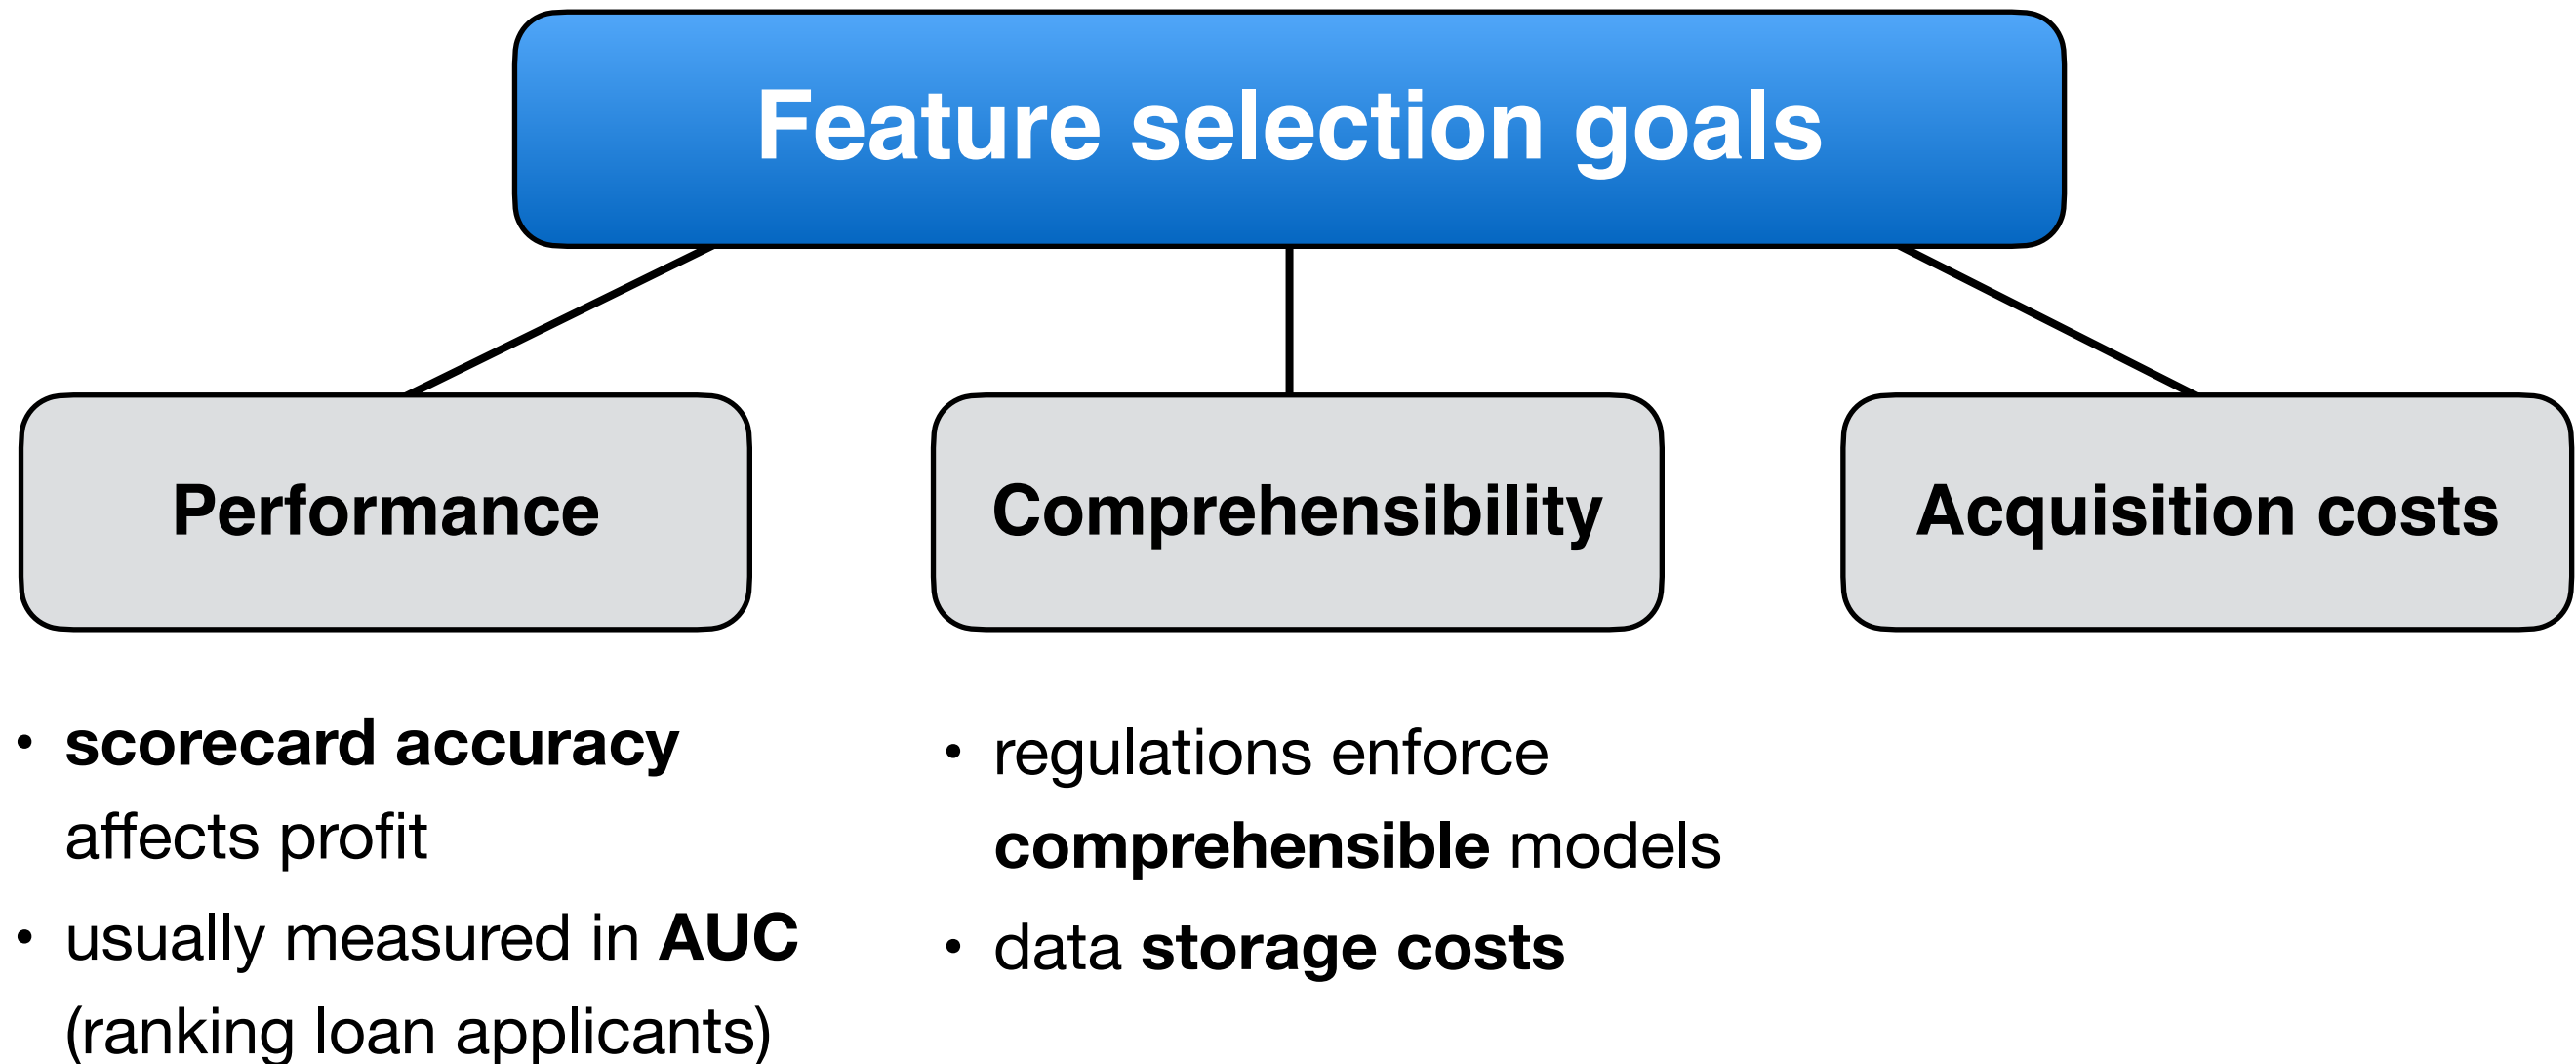 Feature selection goals
Performance
Comprehensibility
Acquisition costs
• scorecard accuracy
affects profit
• usually measured in AUC
(ranking loan applicants)
• regulations enforce
comprehensible models
• data storage costs